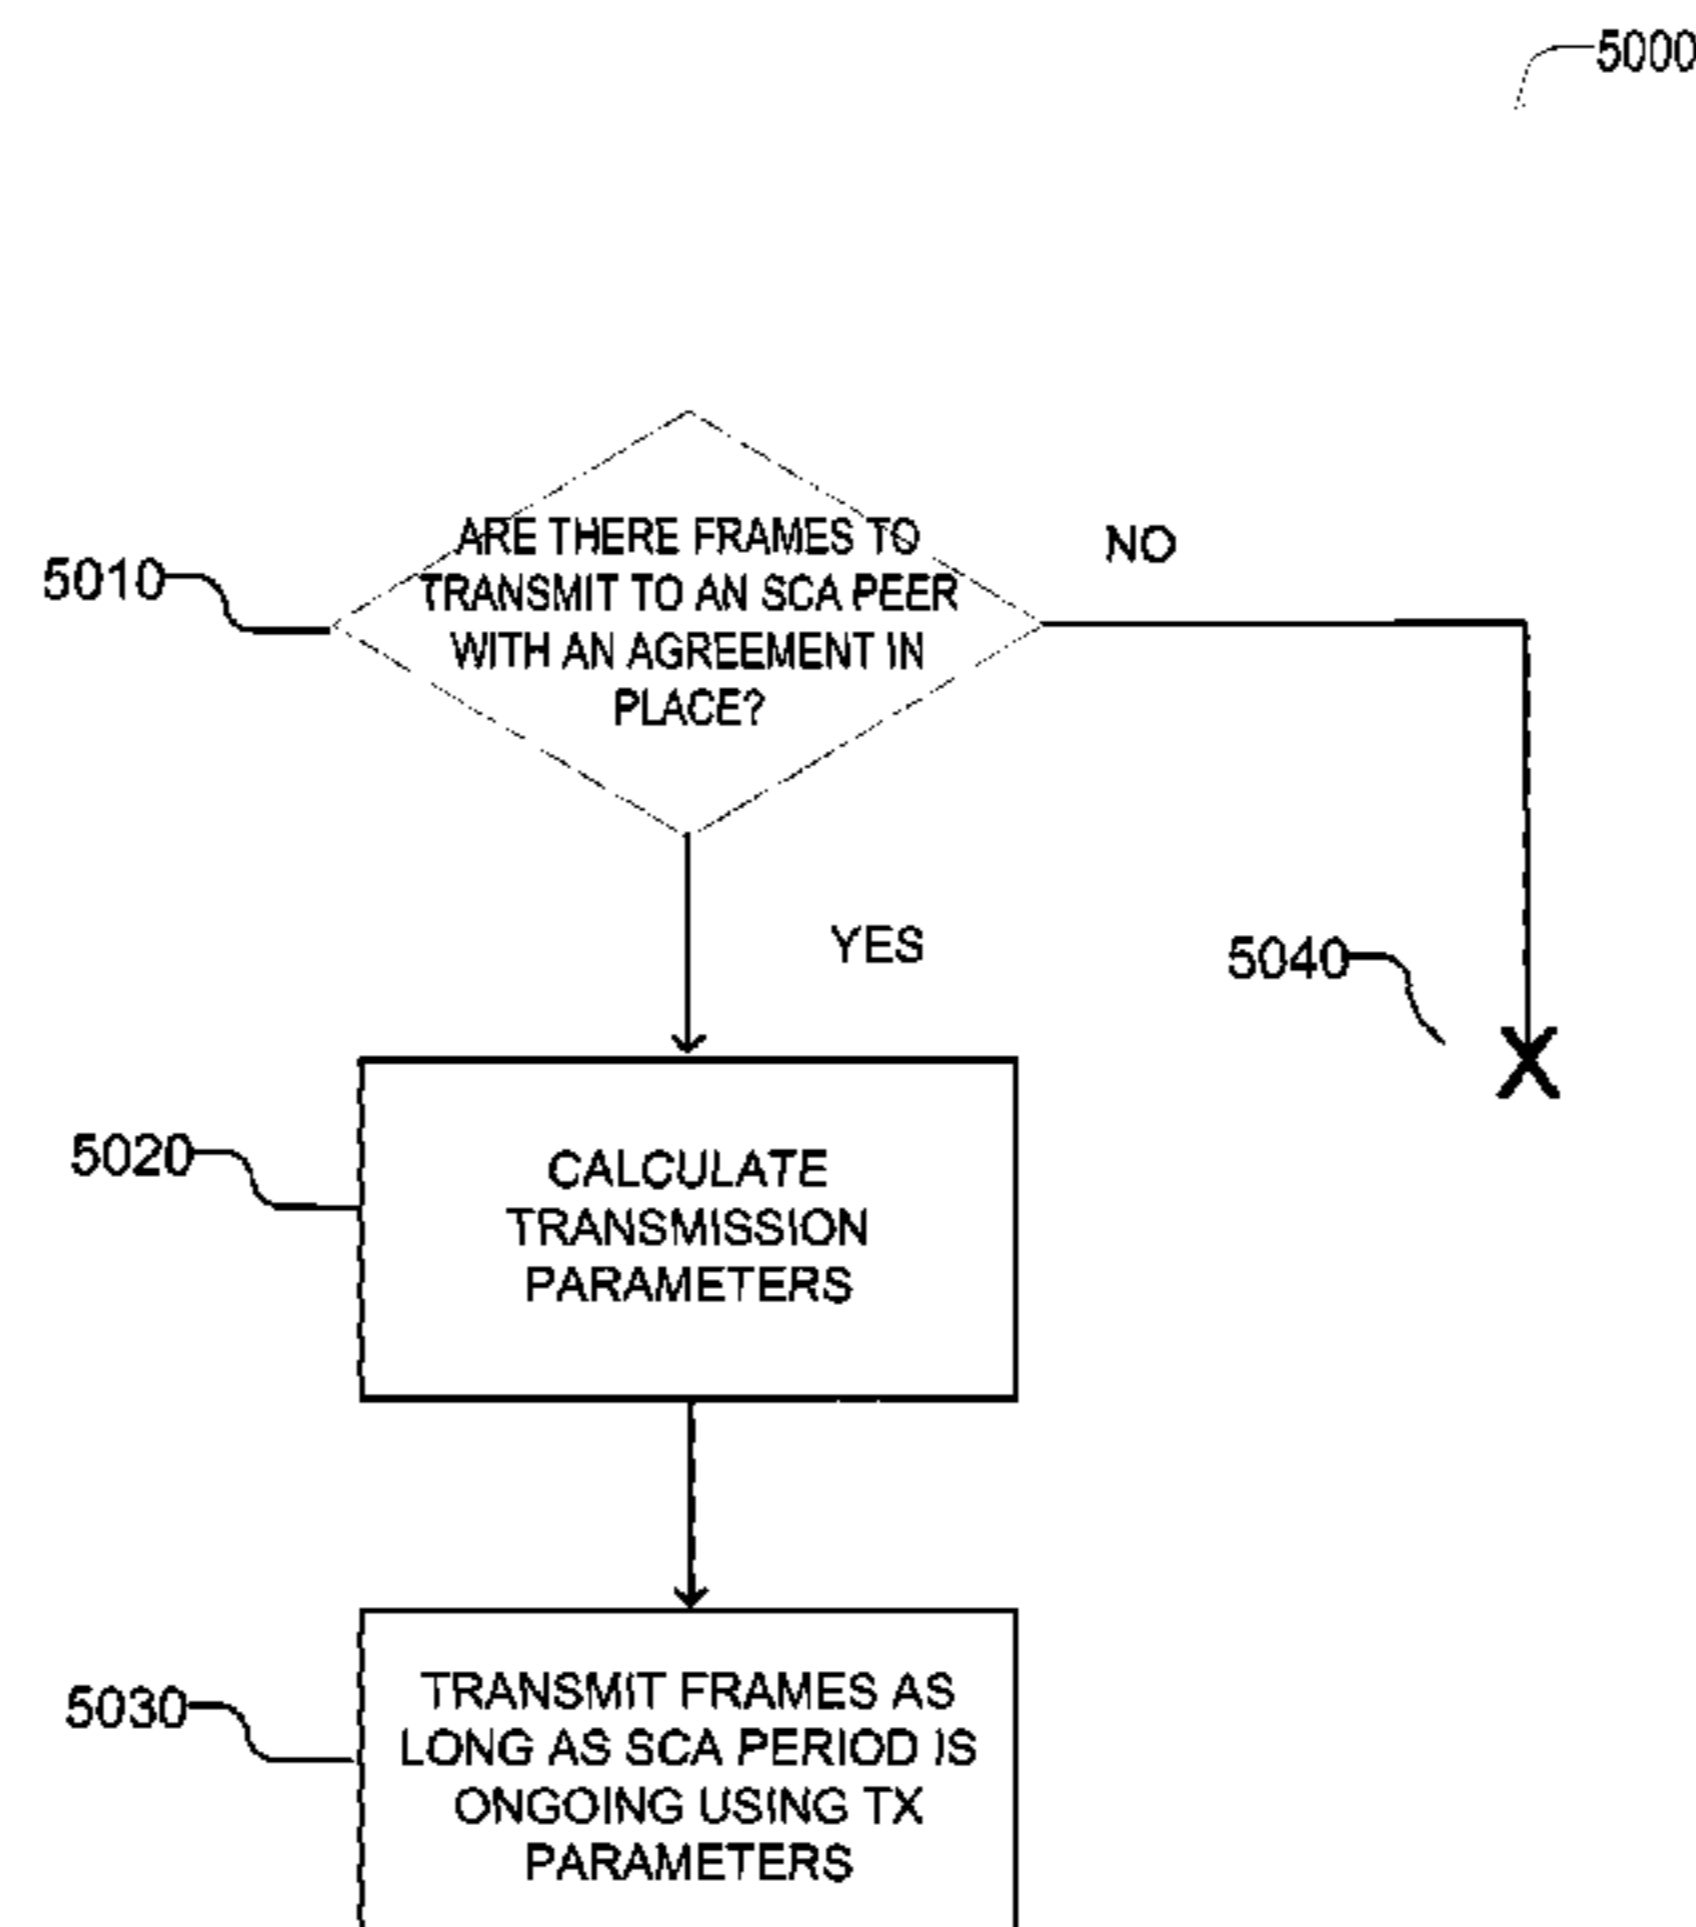 5000
ARE THERE FRAMES TO
TRANSMIT TO AN SCA PEER
WITH AN AGREEMENT IN
PLACE?
NO
5010
YES
5040
X
5020
CALCULATE
TRANSMISSION
PARAMETERS
5030
TRANSMIT FRAMES AS
LONG AS SCA PERIOD IS
ONGOING USING TX
PARAMETERS